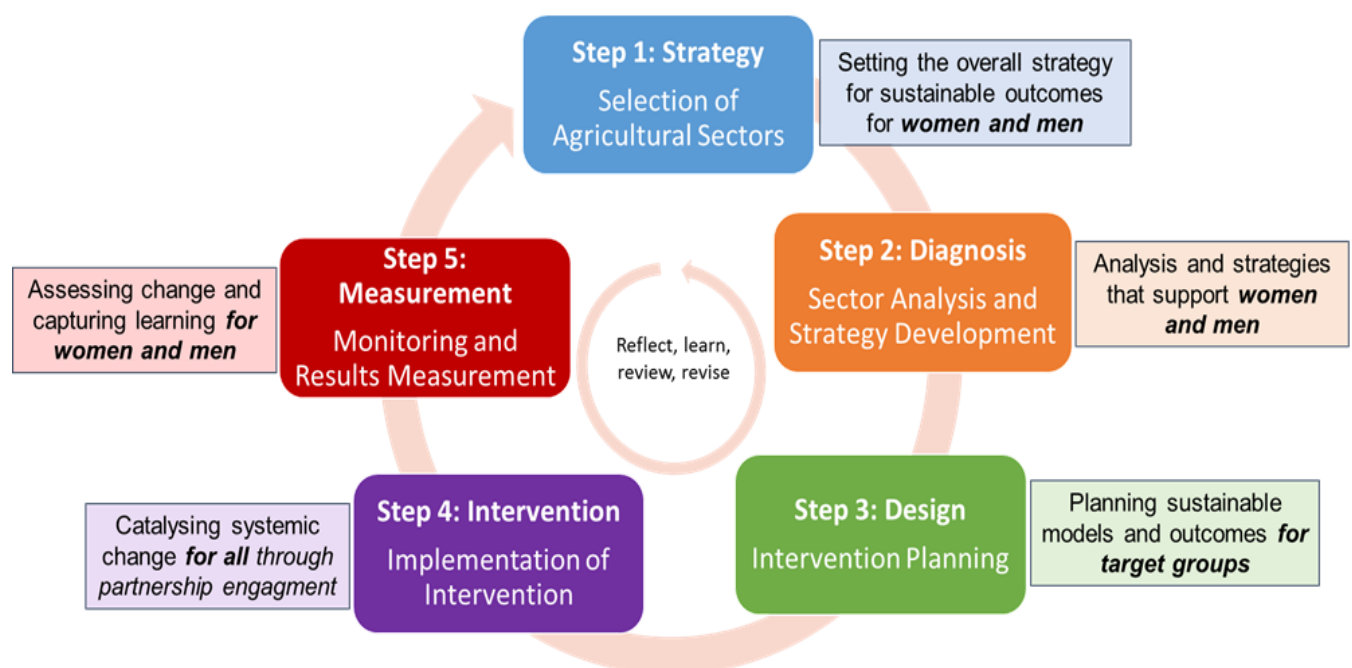 Step 1: Strategy
Selection of
Agricultural Sectors
Setting the overall strategy
for sustainable outcomes
for women and men
Step 2: Diagnosis
Sector Analysis and
Strategy Development
Analysis and strategies
that support women
and men
Step 3: Design
Intervention Planning
Planning sustainable
models and outcomes for
target groups
Step 4: Intervention
Implementation of
Intervention
Catalysing systemic
change for all through
partnership engagment
Step 5:
Measurement
Monitoring and
Results Measurement
Assessing change and
capturing learning for
women and men
Reflect, learn,
review, revise